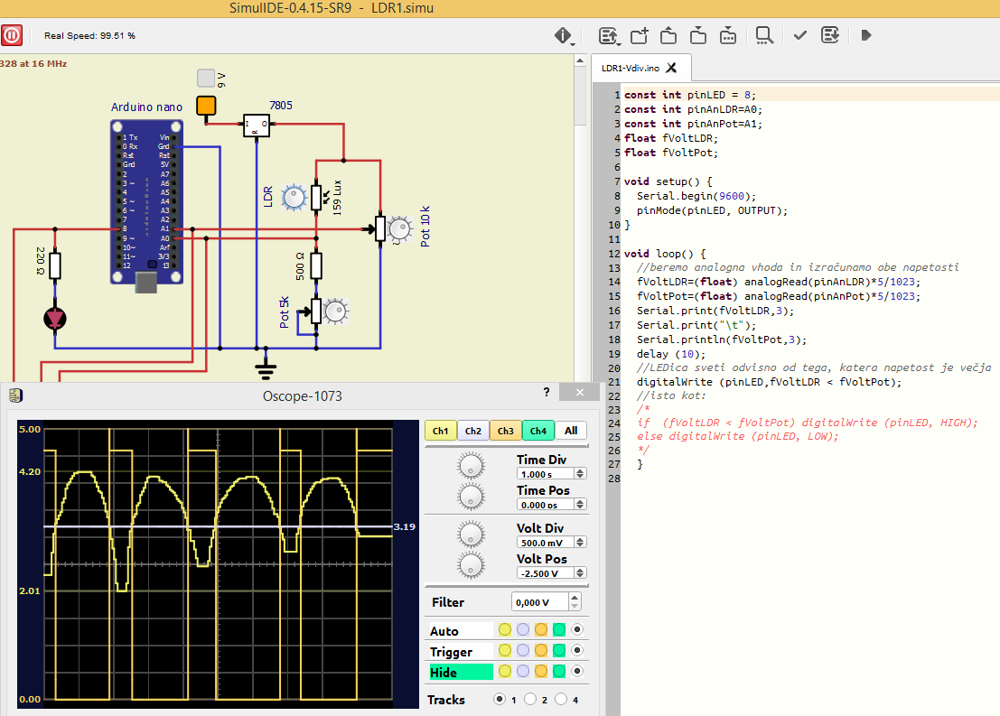 SimulIDE-0.4.15-SR9 - LDR1.simu
Real Speed: 99.51 %
328 at 16 MHz
9 V
Arduino nano
7805
I O
R
1 Tx Vin
0 Rx Grd
Rst Rst
Gnd 5V
2 A7
3 ~ A6
4 A5
5 ~ A4
6 ~ A3
7 A2
8 A1
9 ~ A0
10~ Arf
11~ 3/3
12 13
LDR
159 Lux
Pot 10 k
220 Ω
500 Ω
Pot 5k
LDR1-Vdiv.ino
1 const int pinLED = 8;
2 const int pinAnLDR=A0;
3 const int pinAnPot=A1;
4 float fVoltLDR;
5 float fVoltPot;
6
7 void setup() {
8 Serial.begin(9600);
9 pinMode(pinLED, OUTPUT);
10 }
11
12 void loop() {
13 //beremo analogna vhoda in izračunamo obe napetosti
14 fVoltLDR=(float) analogRead(pinAnLDR)*5/1023;
15 fVoltPot=(float) analogRead(pinAnPot)*5/1023;
16 Serial.print(fVoltLDR,3);
17 Serial.print("\t");
18 Serial.println(fVoltPot,3);
19 delay (10);
20 //LEDica sveti odvisno od tega, katera napetost je večja
21 digitalWrite (pinLED,fVoltLDR < fVoltPot);
22 //isto kot:
23 /*
24 if (fVoltLDR < fVoltPot) digitalWrite (pinLED, HIGH);
25 else digitalWrite (pinLED, LOW);
26 */
27 }
28
Oscope-1073
?
5.00
4.20
3.19
2.01
0.00
Ch1 Ch2 Ch3 Ch4 All
Time Div
1.000 s
Time Pos
0.000 ns
Volt Div
500.0 mV
Volt Pos
-2.500 V
Filter 0,000 V
Auto
Trigger
Hide
Tracks 1 2 4